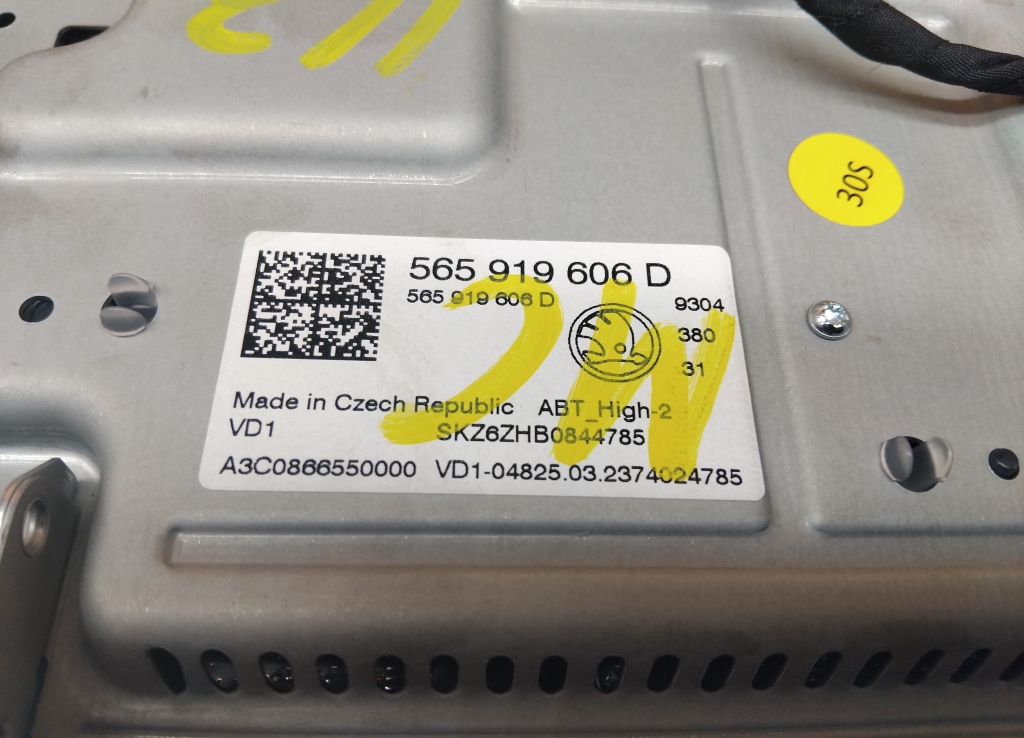 30S
565 919 606 D
565 919 606 D
9304
380
31
Made in Czech Republic ABT_High-2
VD1 SKZ6ZHB0844785
A3C0866550000 VD1-04825.03.2374024785